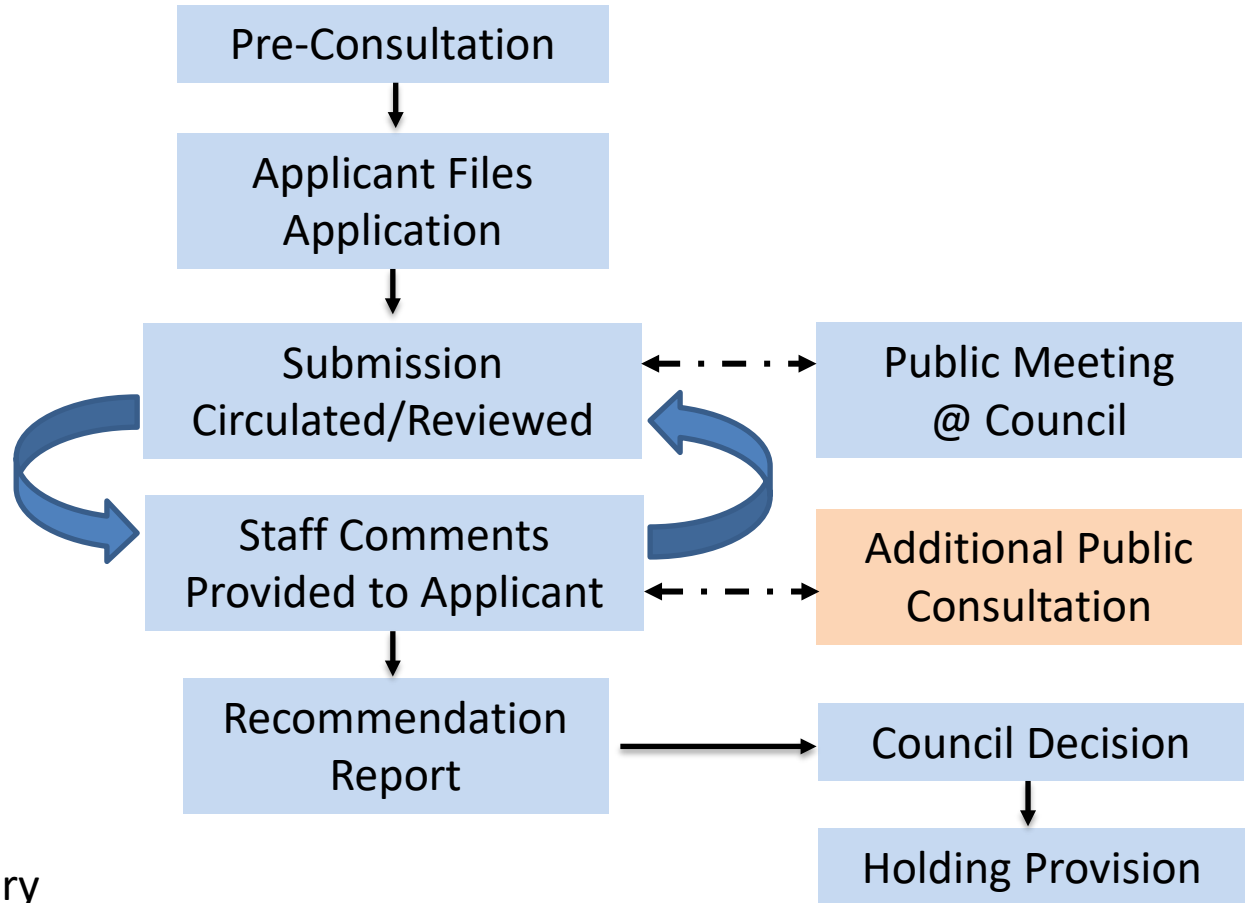 Pre-Consultation
Applicant Files
Application
Submission
Circulated/Reviewed
Public Meeting
@ Council
Staff Comments
Provided to Applicant
Additional Public
Consultation
Recommendation
Report
Council Decision
Holding Provision
ry